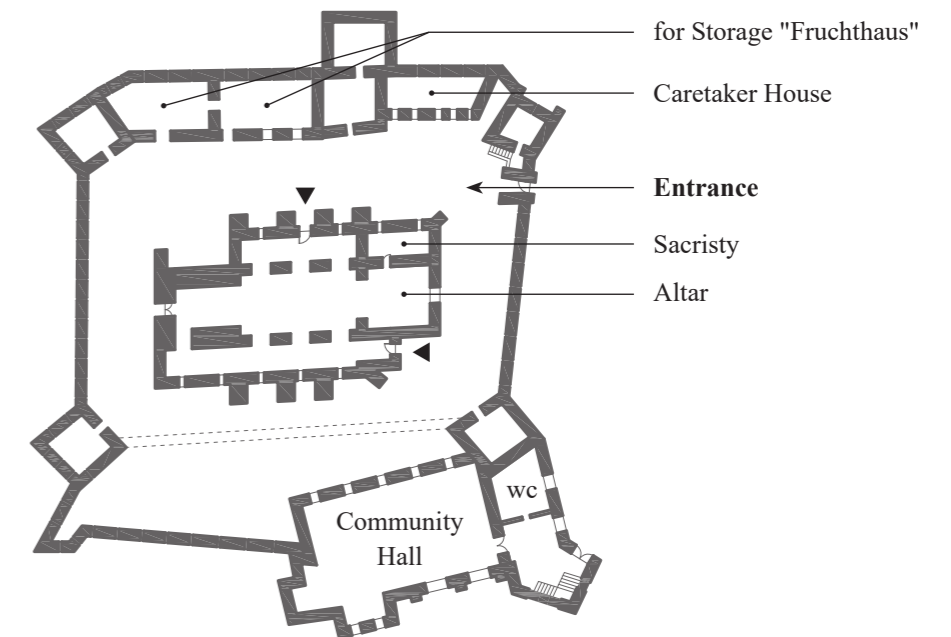 for Storage "Fruchthaus"
Caretaker House
Entrance
Sacristy
Altar
wc
Community
Hall